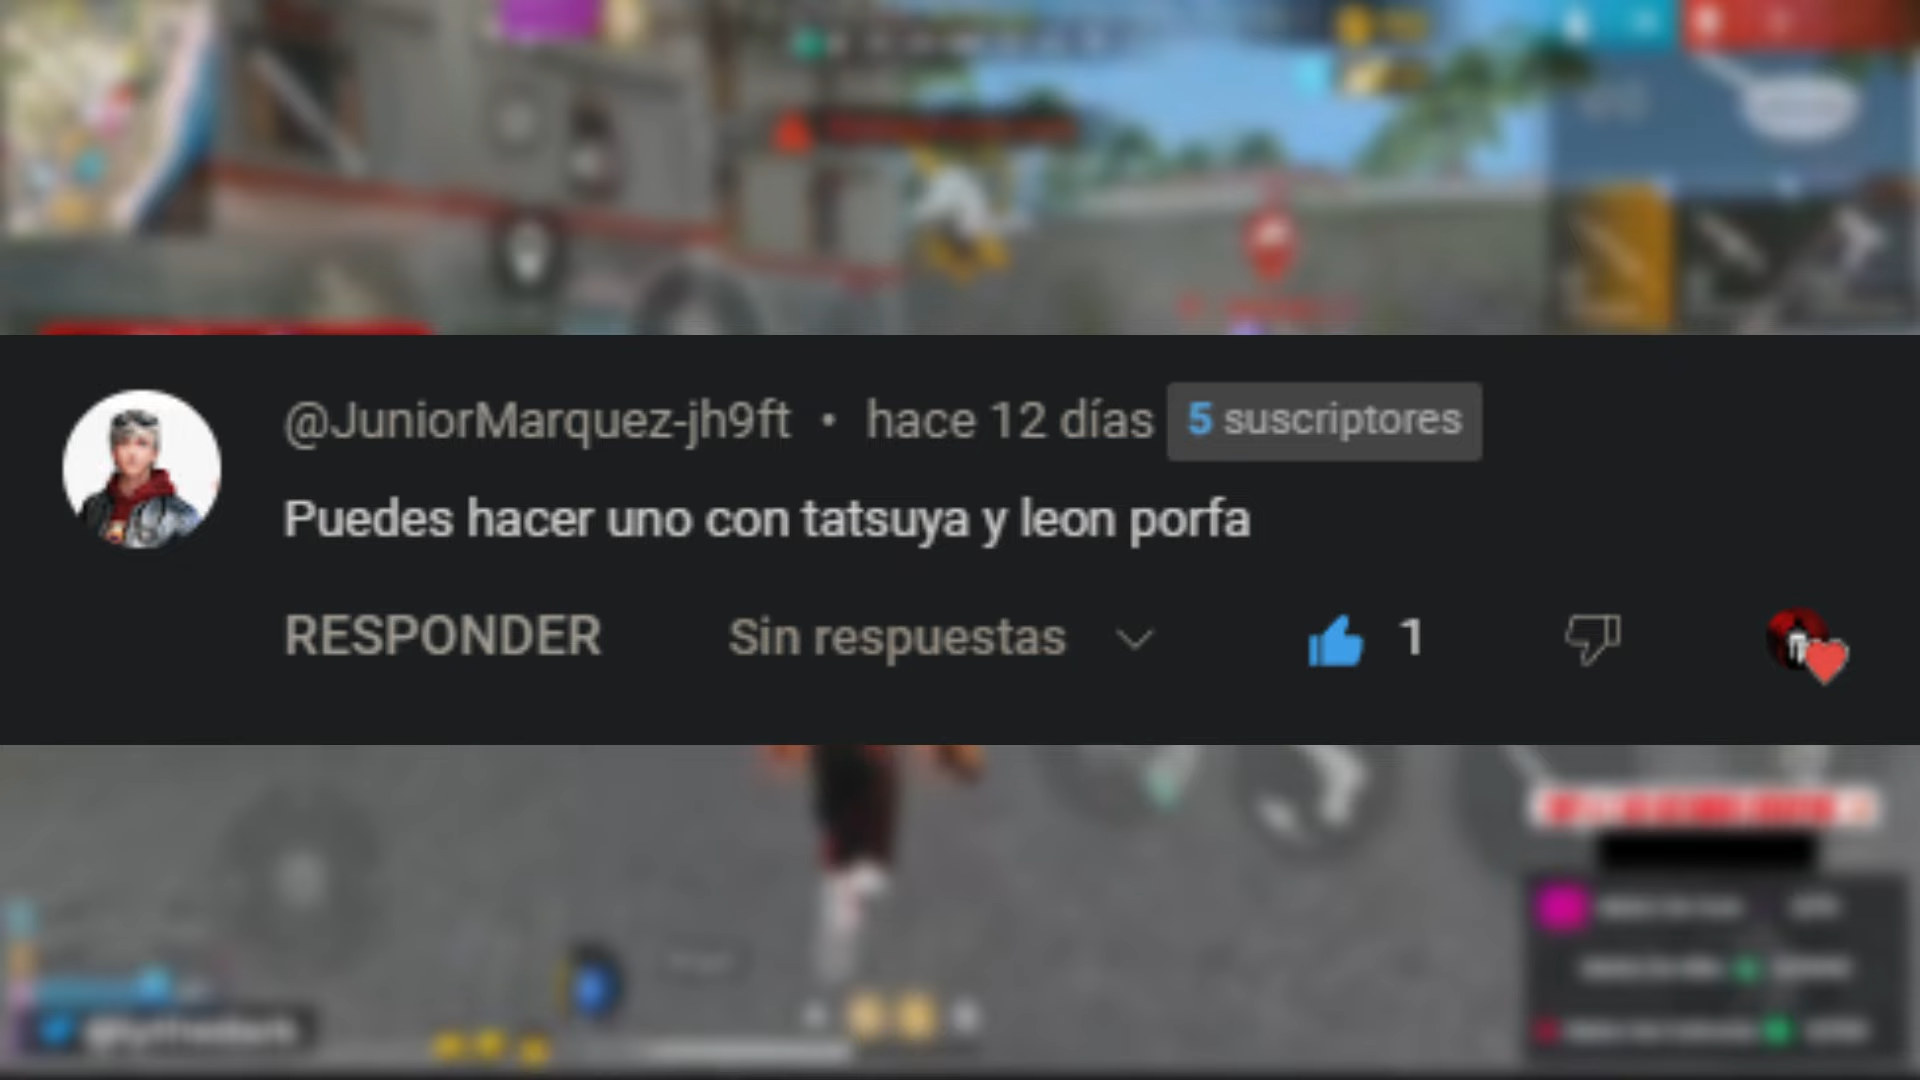 @JuniorMarquez-jh9ft • hace 12 días 5 suscriptores
Puedes hacer uno con tatsuya y leon porfa
RESPONDER Sin respuestas 1